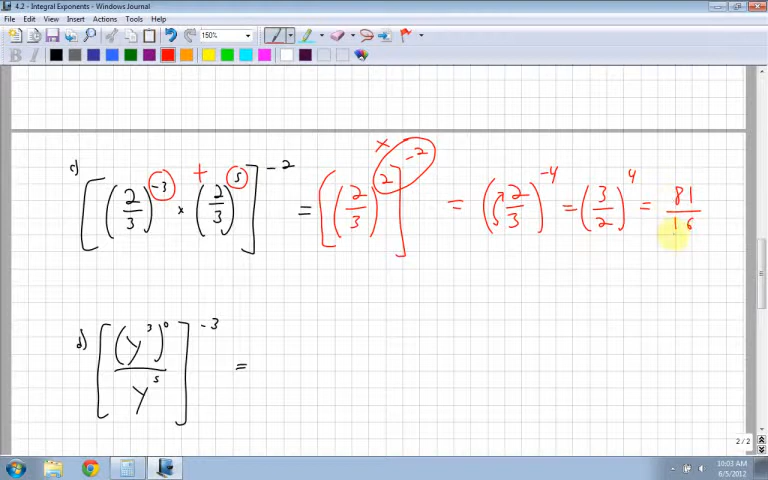 4.2 - Integral Exponents - Windows Journal
File Edit View Insert Actions Tools Help
150%
B I
c) [(2/3)^-3 × (2/3)^5]^-2 = [(2/3)^2]^-2 = (2/3)^-4 = (3/2)^4 = 81/16
+ ×
d) [(y^3)^0 / y^5]^-3 =
2 / 2
10:03 AM
6/5/2012